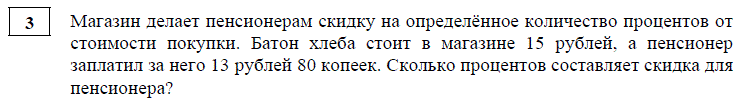 3 Магазин делает пенсионерам скидку на определённое количество процентов от
стоимости покупки. Батон хлеба стоит в магазине 15 рублей, а пенсионер
заплатил за него 13 рублей 80 копеек. Сколько процентов составляет скидка для
пенсионера?